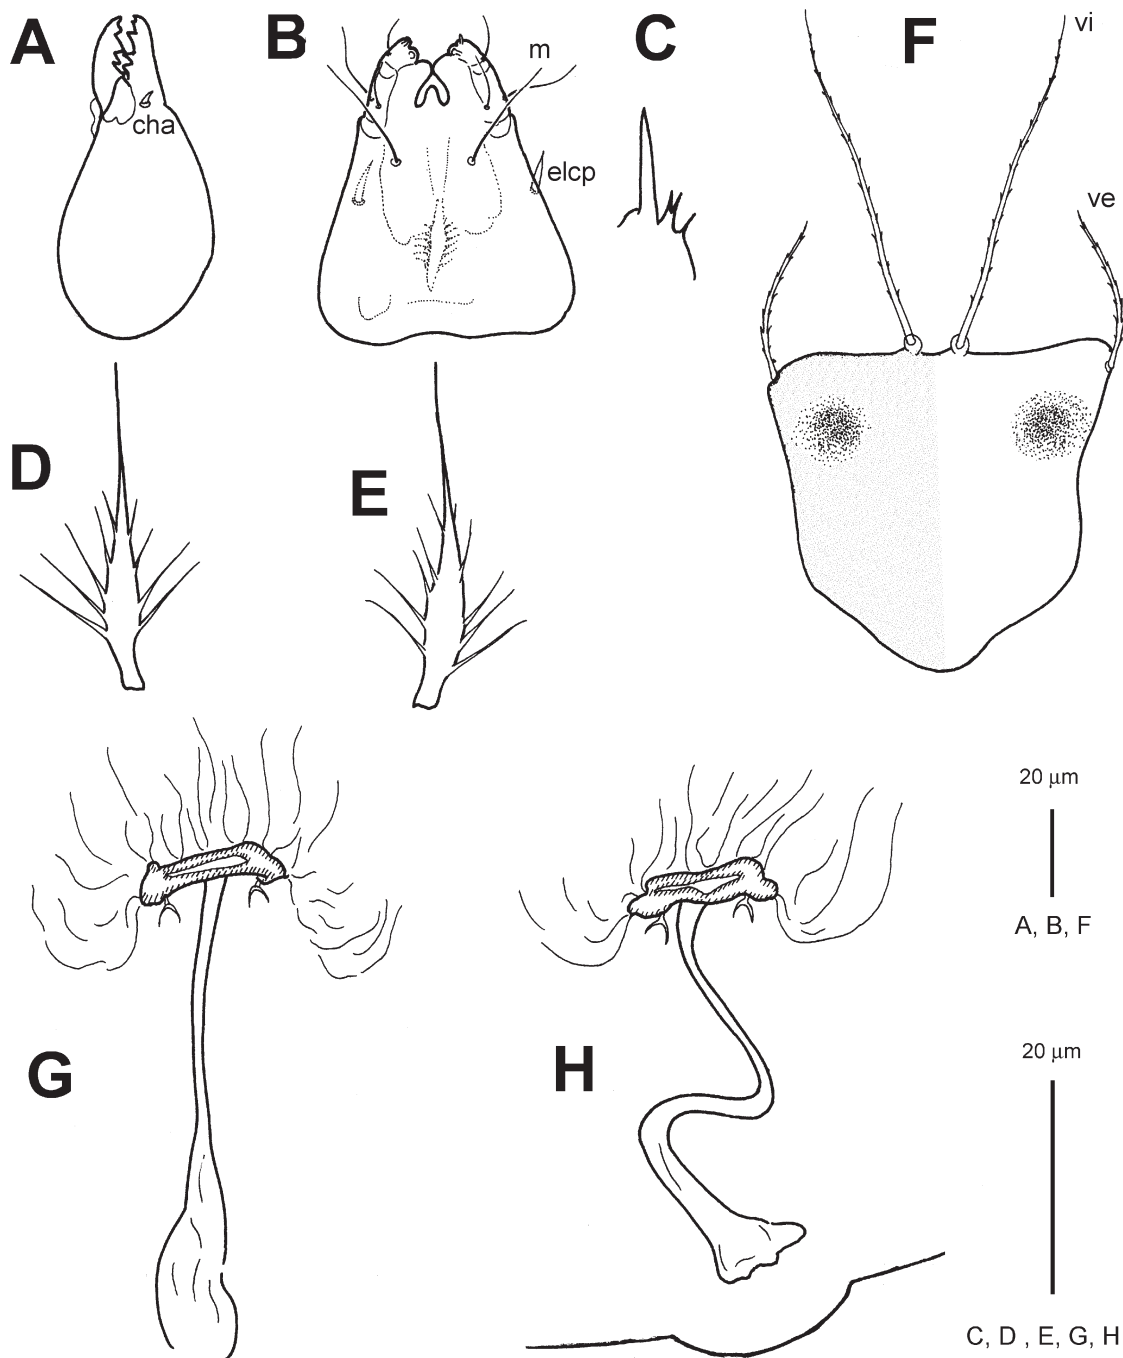 A
B
C
F
vi
m
cha
elcp
ve
D
E
20 μm
A, B, F
G
H
20 μm
C, D , E, G, H